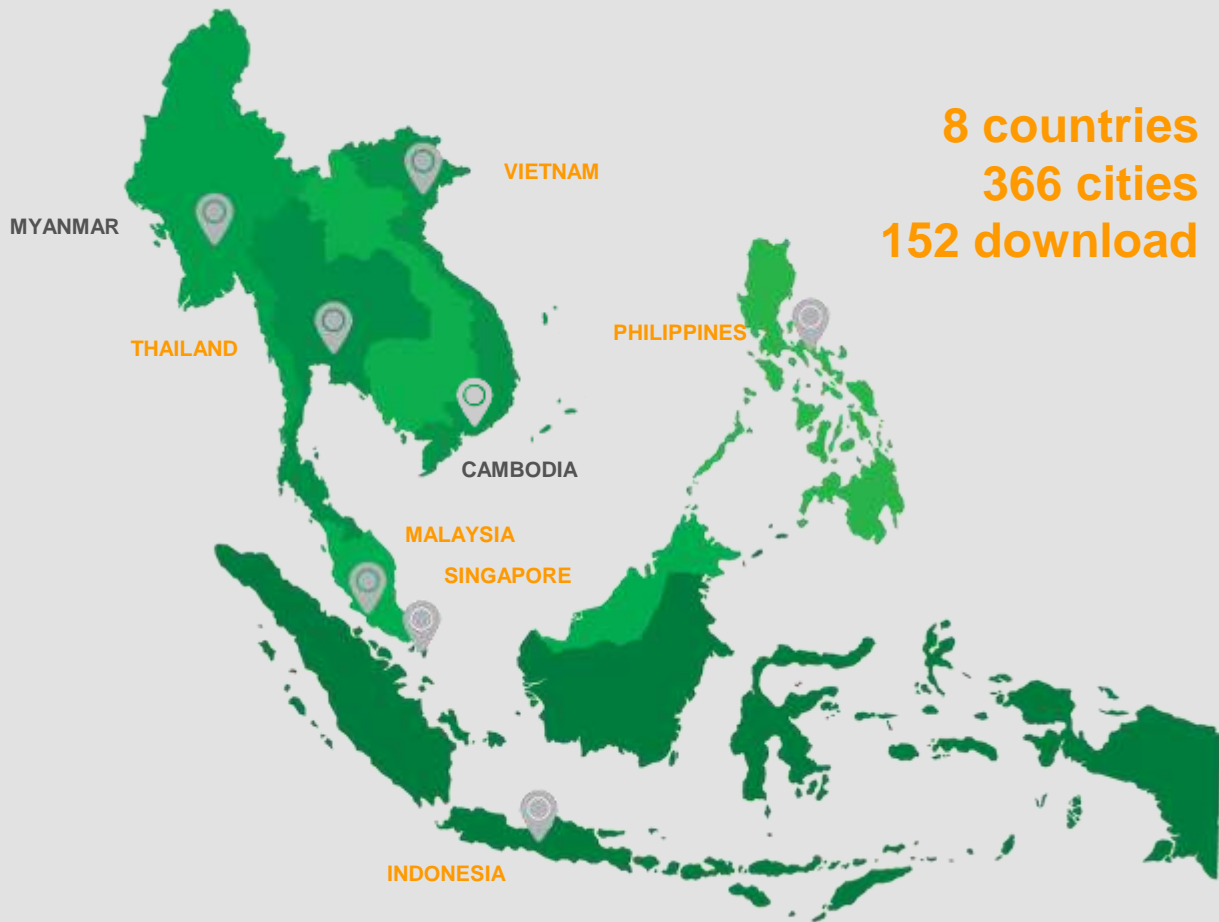 8 countries
366 cities
152 download
VIETNAM
MYANMAR
PHILIPPINES
THAILAND
CAMBODIA
MALAYSIA
SINGAPORE
INDONESIA